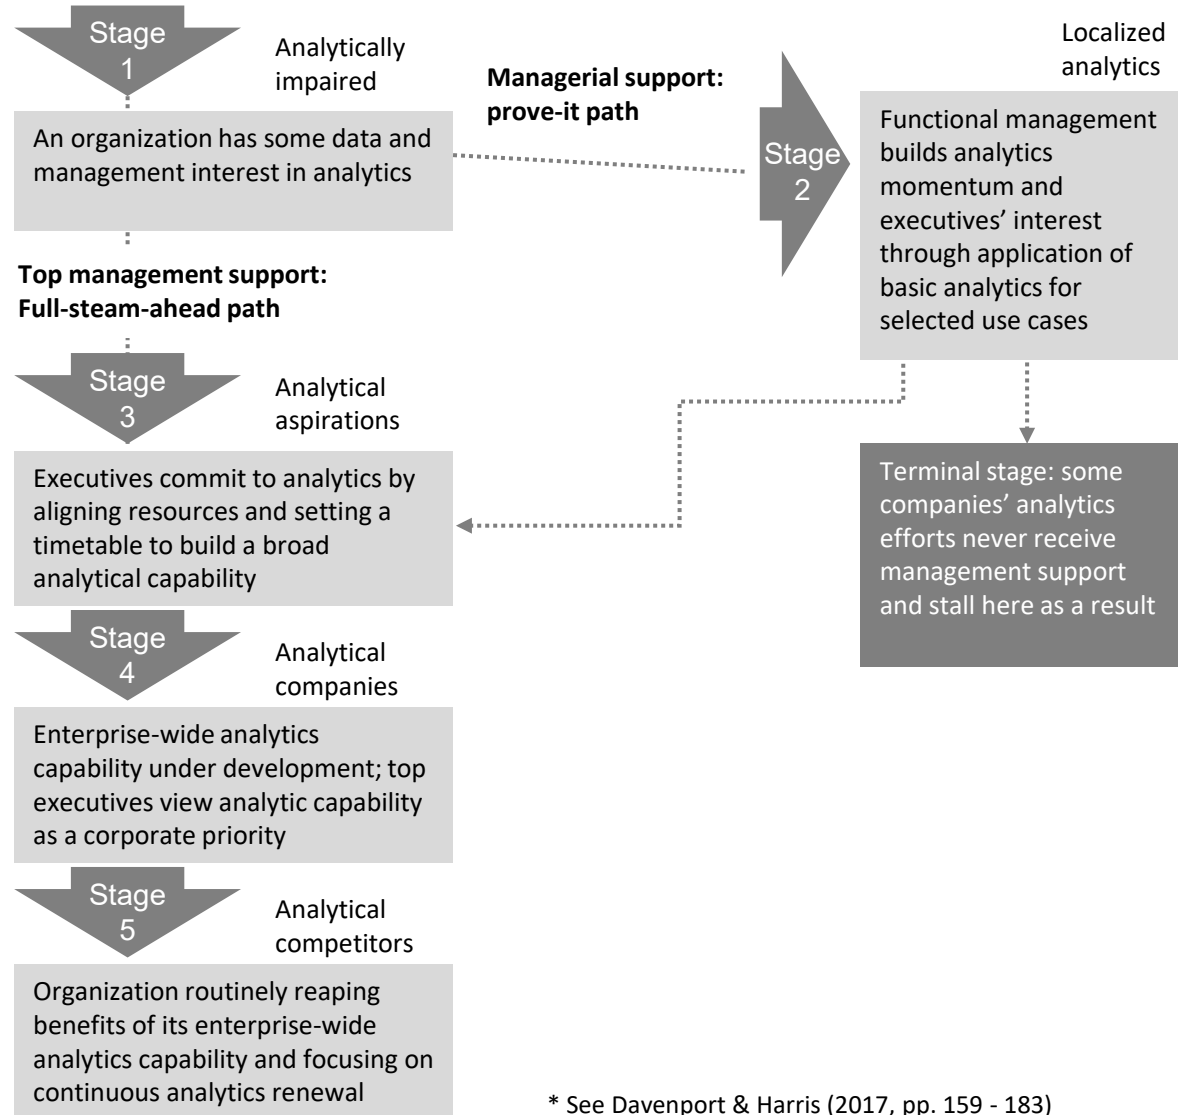 Stage
1
Analytically
impaired
An organization has some data and
management interest in analytics
Managerial support:
prove-it path
Stage
2
Localized
analytics
Functional management
builds analytics
momentum and
executives’ interest
through application of
basic analytics for
selected use cases
Top management support:
Full-steam-ahead path
Terminal stage: some
companies’ analytics
efforts never receive
management support
and stall here as a result
Stage
3
Analytical
aspirations
Executives commit to analytics by
aligning resources and setting a
timetable to build a broad
analytical capability
Stage
4
Analytical
companies
Enterprise-wide analytics
capability under development; top
executives view analytic capability
as a corporate priority
Stage
5
Analytical
competitors
Organization routinely reaping
benefits of its enterprise-wide
analytics capability and focusing on
continuous analytics renewal
* See Davenport & Harris (2017, pp. 159 - 183)